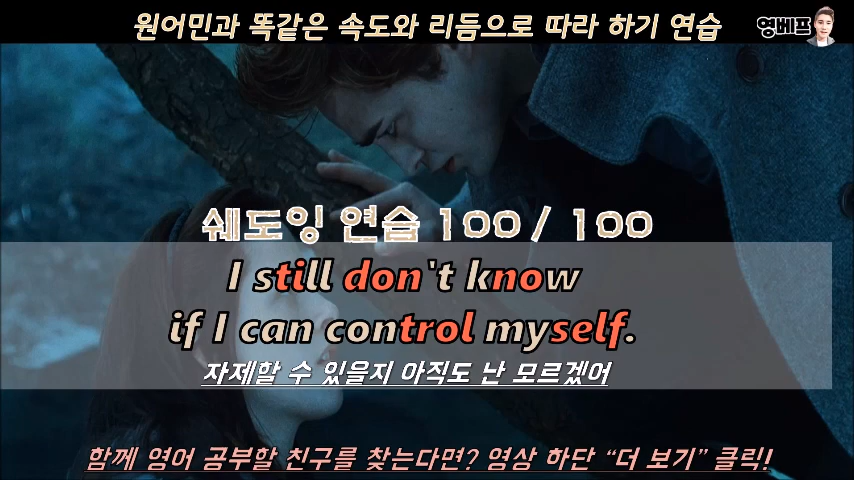 원어민과 똑같은 속도와 리듬으로 따라 하기 연습
영베프
쉐도잉 연습 100 / 100
I still don't know
if I can control myself.
자제할 수 있을지 아직도 난 모르겠어
함께 영어 공부할 친구를 찾는다면? 영상 하단 “더 보기” 클릭!